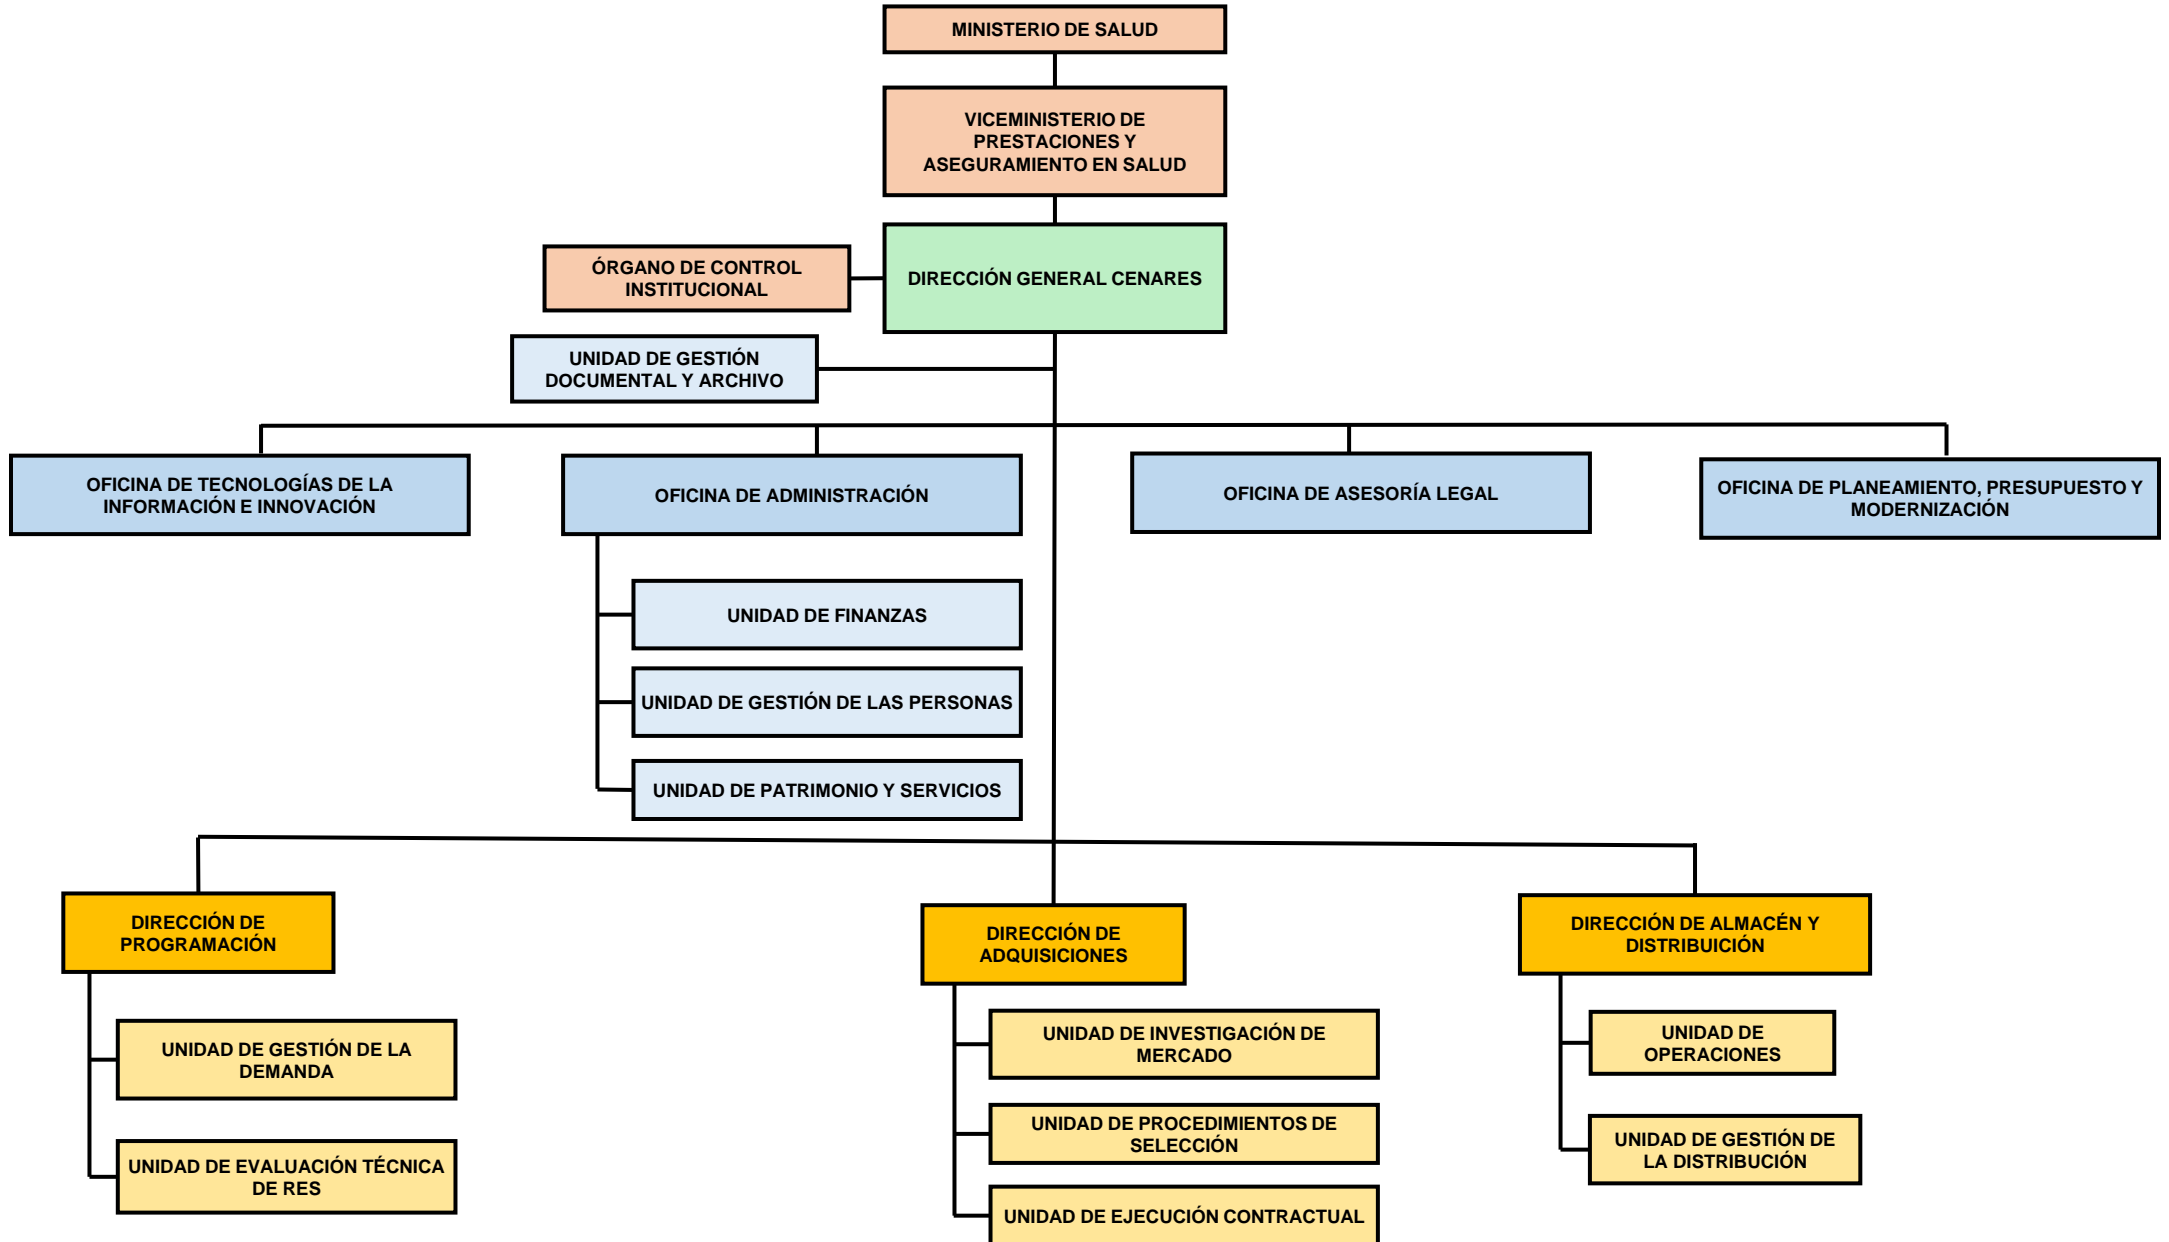 MINISTERIO DE SALUD
VICEMINISTERIO DE
PRESTACIONES Y
ASEGURAMIENTO EN SALUD
ÓRGANO DE CONTROL
INSTITUCIONAL
DIRECCIÓN GENERAL CENARES
UNIDAD DE GESTIÓN
DOCUMENTAL Y ARCHIVO
OFICINA DE TECNOLOGÍAS DE LA
INFORMACIÓN E INNOVACIÓN
OFICINA DE ADMINISTRACIÓN
OFICINA DE ASESORÍA LEGAL
OFICINA DE PLANEAMIENTO, PRESUPUESTO Y
MODERNIZACIÓN
UNIDAD DE FINANZAS
UNIDAD DE GESTIÓN DE LAS PERSONAS
UNIDAD DE PATRIMONIO Y SERVICIOS
DIRECCIÓN DE
PROGRAMACIÓN
UNIDAD DE GESTIÓN DE LA
DEMANDA
UNIDAD DE EVALUACIÓN TÉCNICA
DE RES
DIRECCIÓN DE
ADQUISICIONES
UNIDAD DE INVESTIGACIÓN DE
MERCADO
UNIDAD DE PROCEDIMIENTOS DE
SELECCIÓN
UNIDAD DE EJECUCIÓN CONTRACTUAL
DIRECCIÓN DE ALMACÉN Y
DISTRIBUICIÓN
UNIDAD DE
OPERACIONES
UNIDAD DE GESTIÓN DE
LA DISTRIBUCIÓN